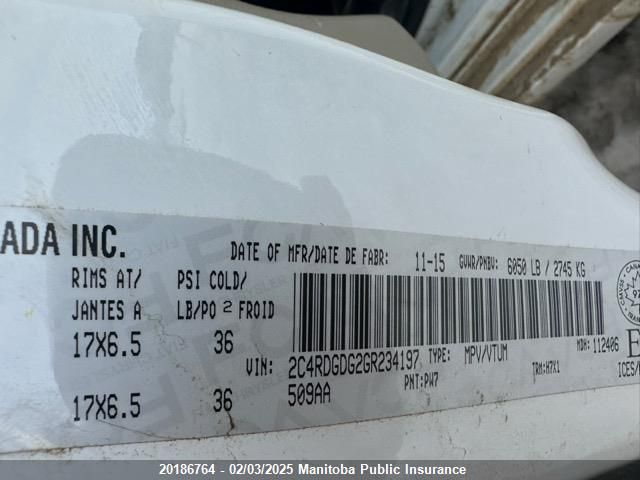 ADA INC.
DATE OF MFR/DATE DE FABR: 11-15 GVWR/PNBV: 6050 LB / 2745 KG
RIMS AT/ PSI COLD/
JANTES A LB/PO 2 FROID
17X6.5 36
VIN: 2C4RDGDG2GR234197 TYPE: MPV/VTUM MDH: 112406
PNT: PW7 TRM: H7X1
17X6.5 36
509AA
ICES/
20186764 - 02/03/2025 Manitoba Public Insurance